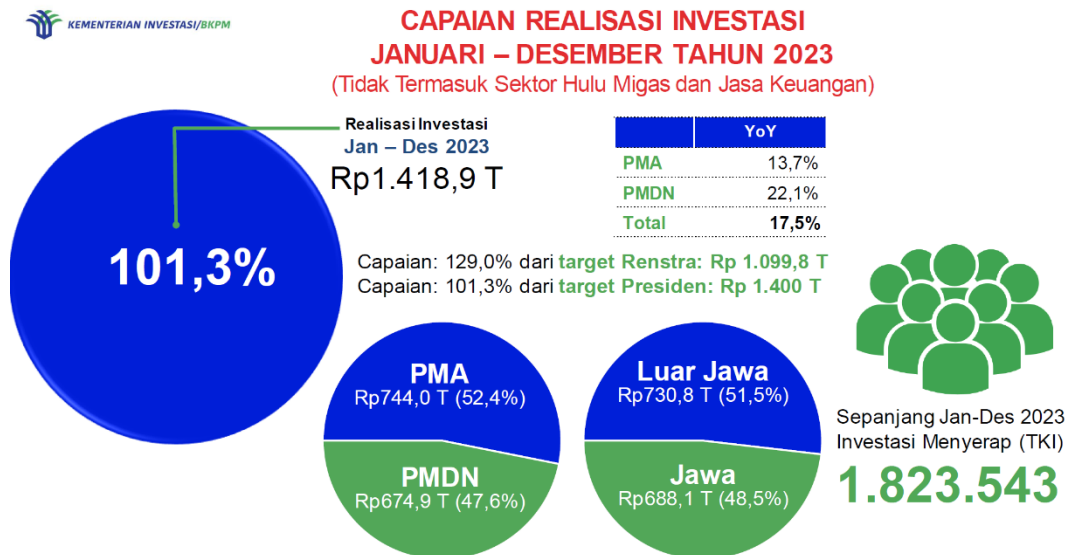 KEMENTERIAN INVESTASI/BKPM
CAPAIAN REALISASI INVESTASI
JANUARI – DESEMBER TAHUN 2023
(Tidak Termasuk Sektor Hulu Migas dan Jasa Keuangan)
Realisasi Investasi
Jan – Des 2023
Rp1.418,9 T
101,3%
YoY
PMA 13,7%
PMDN 22,1%
Total 17,5%
Capaian: 129,0% dari target Renstra: Rp 1.099,8 T
Capaian: 101,3% dari target Presiden: Rp 1.400 T
PMA
Rp744,0 T (52,4%)
PMDN
Rp674,9 T (47,6%)
Luar Jawa
Rp730,8 T (51,5%)
Jawa
Rp688,1 T (48,5%)
Sepanjang Jan-Des 2023
Investasi Menyerap (TKI)
1.823.543